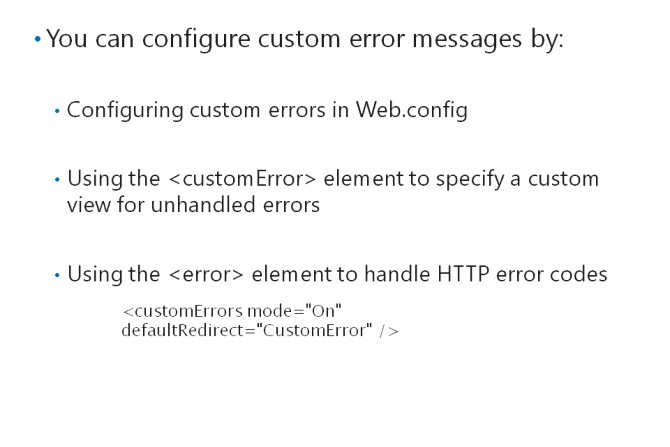 • You can configure custom error messages by:
• Configuring custom errors in Web.config
• Using the <customError> element to specify a custom
view for unhandled errors
• Using the <error> element to handle HTTP error codes
<customErrors mode="On"
defaultRedirect="CustomError" />